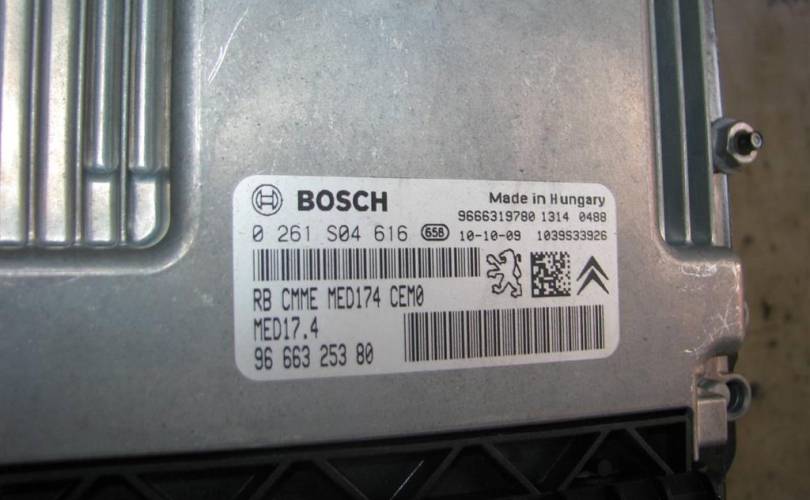 BOSCH Made in Hungary
9666319780 1314 0488
0 261 S04 616 658 10-10-09 1039S33926
RB CMME MED174 CEM0
MED17.4
96 663 253 80